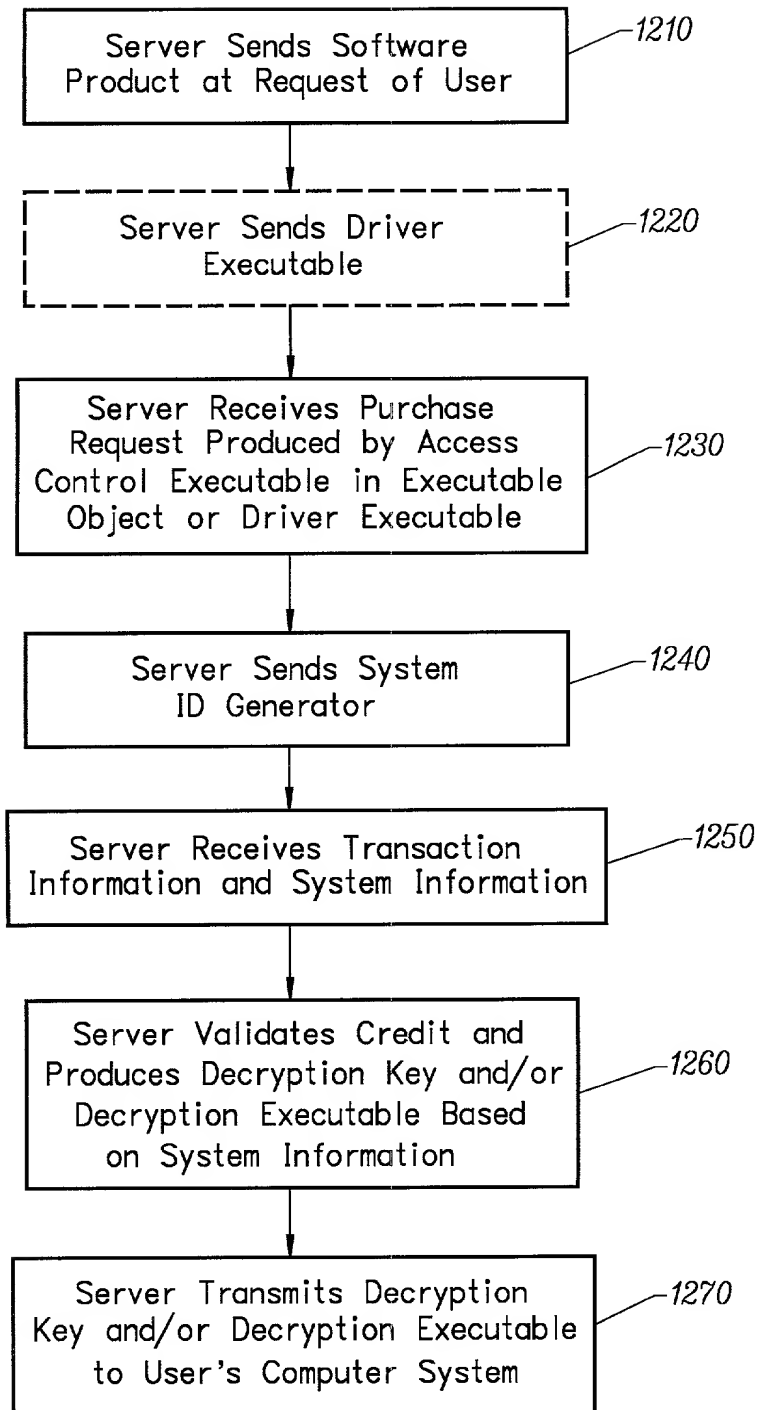 Server Sends Software
Product at Request of User
1210
Server Sends Driver
Executable
1220
Server Receives Purchase
Request Produced by Access
Control Executable in Executable
Object or Driver Executable
1230
Server Sends System
ID Generator
1240
Server Receives Transaction
Information and System Information
1250
Server Validates Credit and
Produces Decryption Key and/or
Decryption Executable Based
on System Information
1260
Server Transmits Decryption
Key and/or Decryption Executable
to User's Computer System
1270